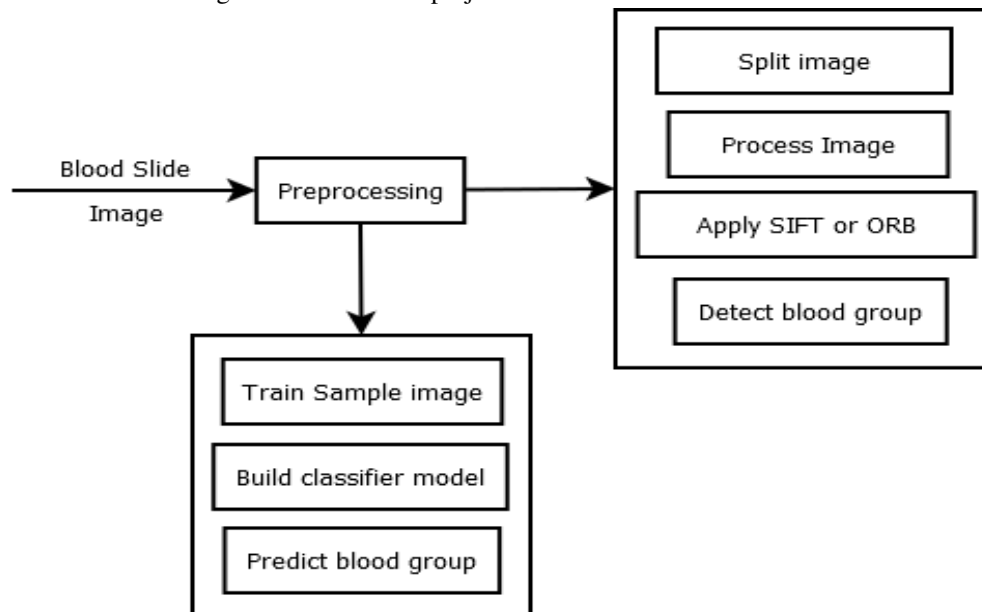 Split image
Process Image
Apply SIFT or ORB
Detect blood group
Blood Slide
Image
Preprocessing
Train Sample image
Build classifier model
Predict blood group